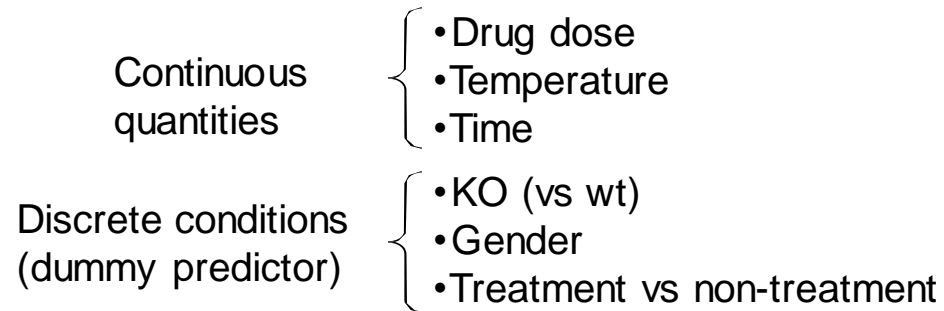 Continuous
quantities
•Drug dose
•Temperature
•Time
Discrete conditions
(dummy predictor)
•KO (vs wt)
•Gender
•Treatment vs non-treatment